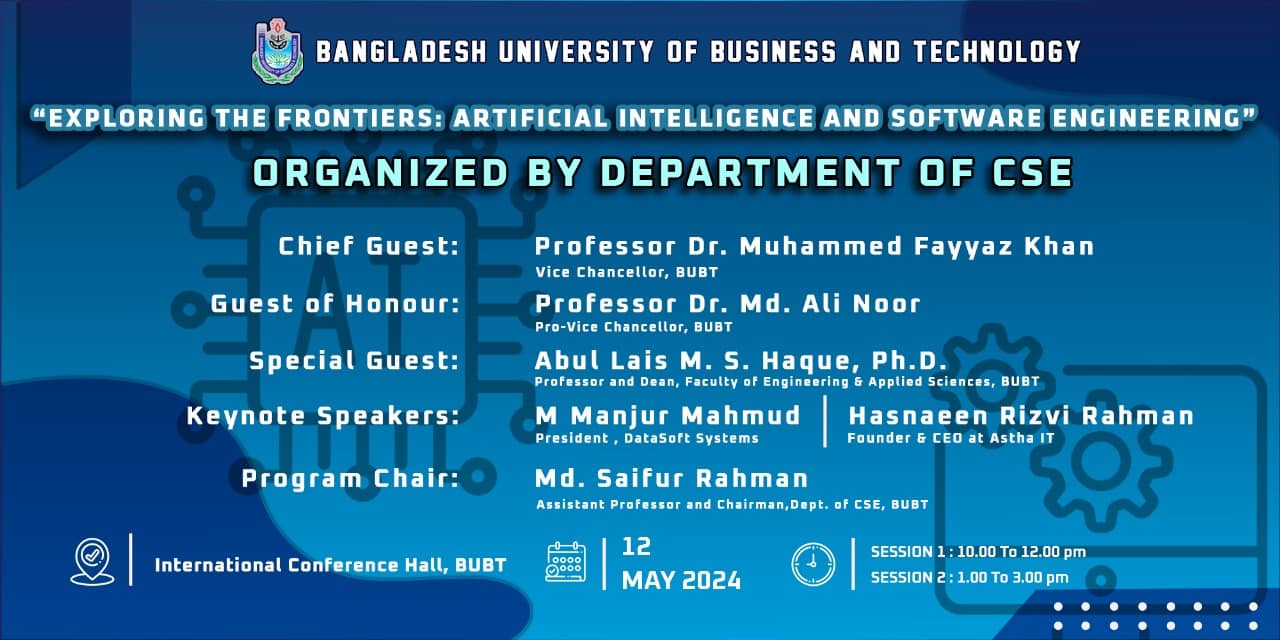 BANGLADESH UNIVERSITY OF BUSINESS AND TECHNOLOGY
“EXPLORING THE FRONTIERS: ARTIFICIAL INTELLIGENCE AND SOFTWARE ENGINEERING”
ORGANIZED BY DEPARTMENT OF CSE
Chief Guest: Professor Dr. Muhammed Fayyaz Khan
Vice Chancellor, BUBT
Guest of Honour: Professor Dr. Md. Ali Noor
Pro-Vice Chancellor, BUBT
Special Guest: Abul Lais M. S. Haque, Ph.D.
Professor and Dean, Faculty of Engineering & Applied Sciences, BUBT
Keynote Speakers: M Manjur Mahmud | Hasnaeen Rizvi Rahman
President , DataSoft Systems | Founder & CEO at Astha IT
Program Chair: Md. Saifur Rahman
Assistant Professor and Chairman,Dept. of CSE, BUBT
International Conference Hall, BUBT
12
MAY 2024
SESSION 1 : 10.00 To 12.00 pm
SESSION 2 : 1.00 To 3.00 pm
AI